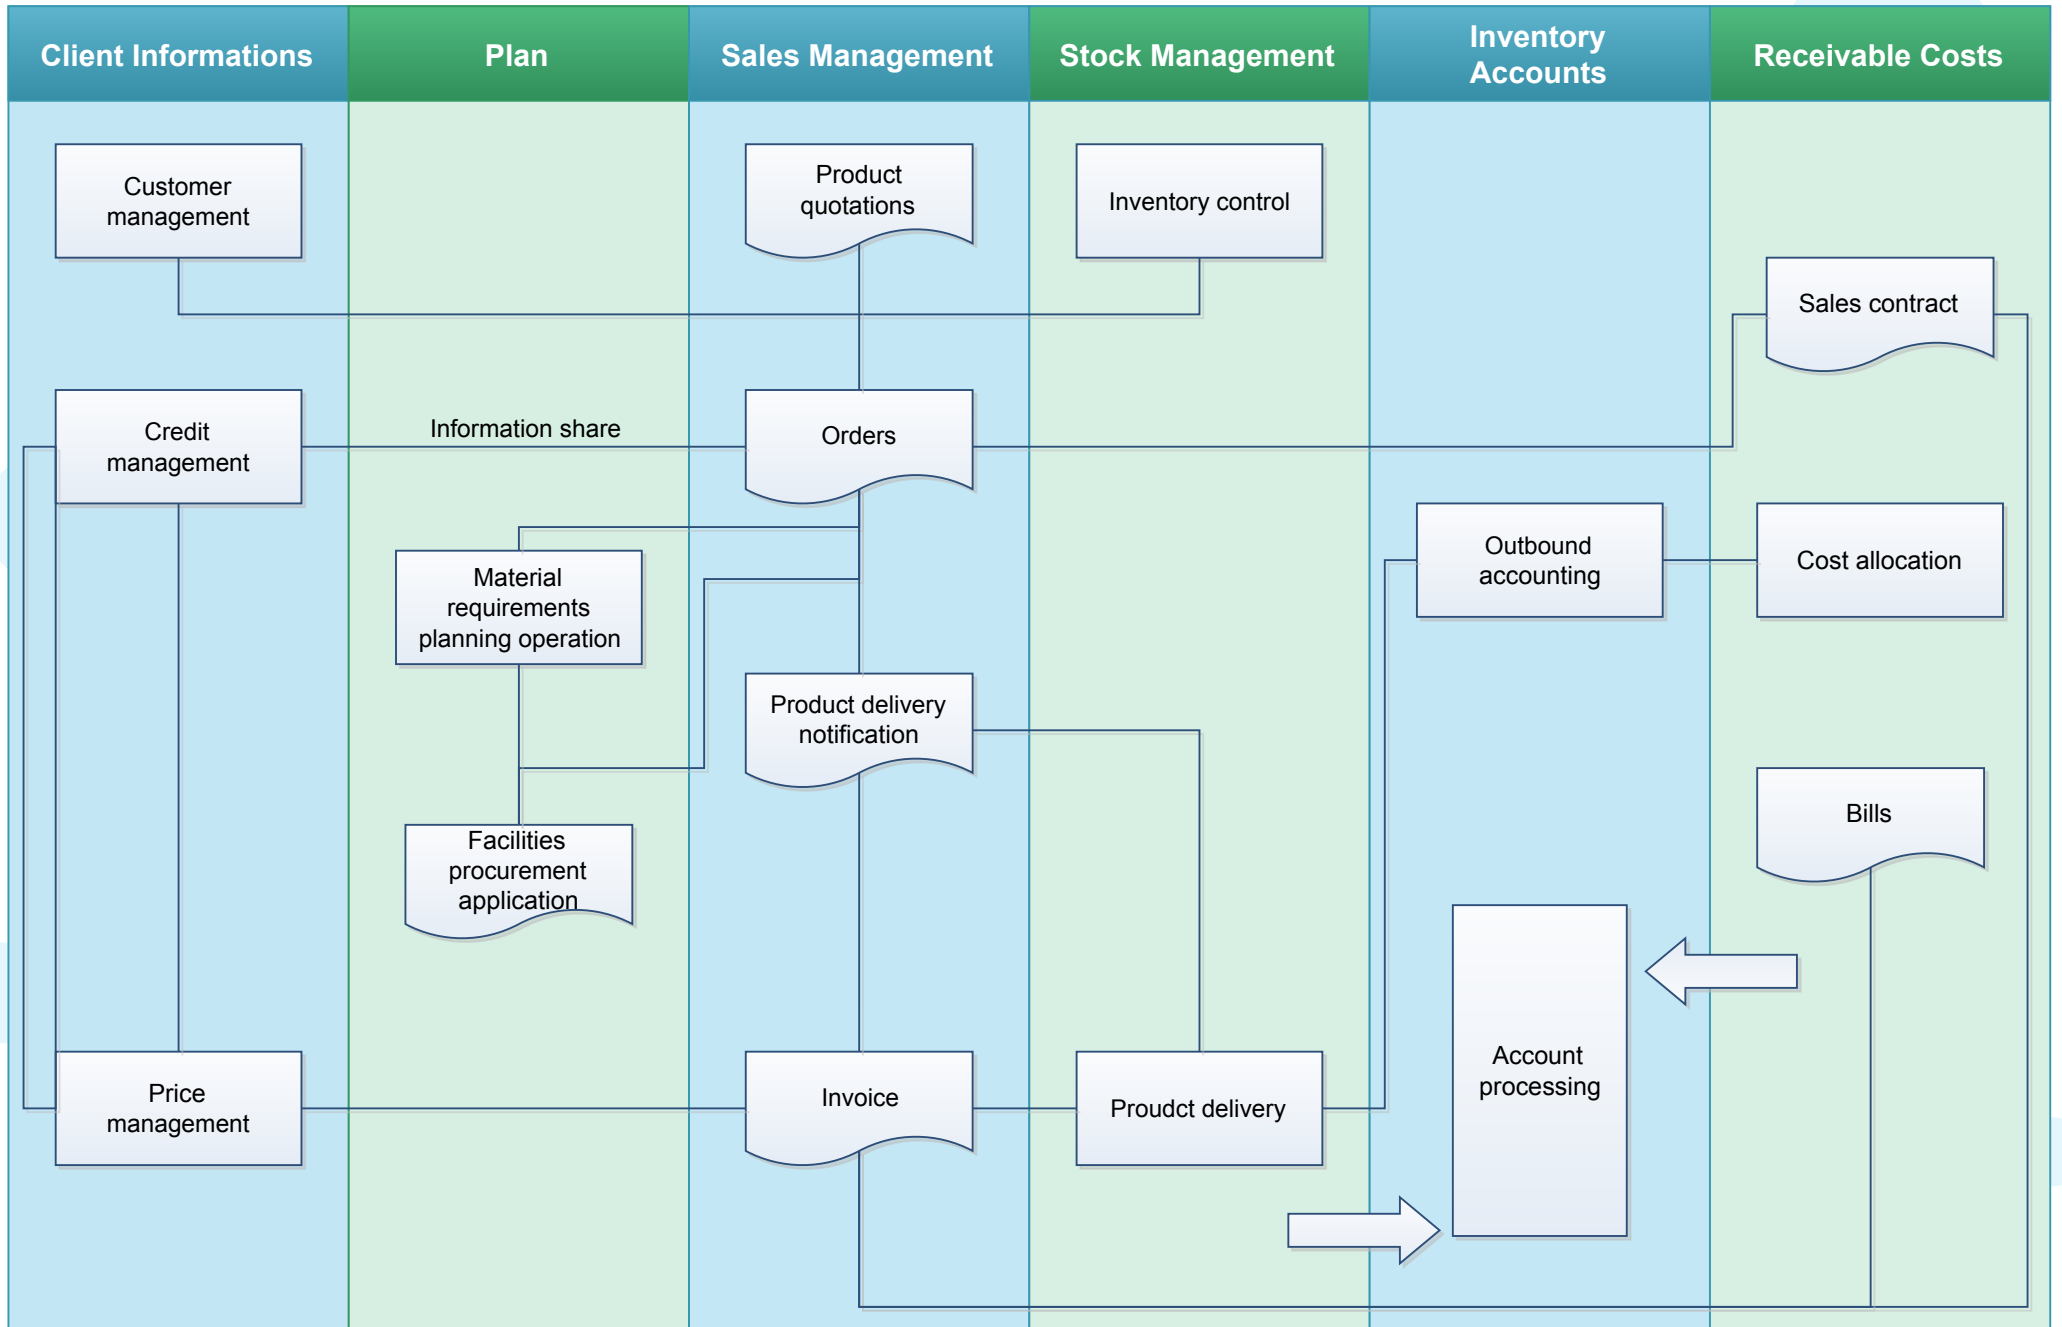 Client Informations
Plan
Sales Management
Stock Management
Inventory
Accounts
Receivable Costs
Customer
management
Product
quotations
Inventory control
Sales contract
Credit
management
Information share
Orders
Outbound
accounting
Cost allocation
Material
requirements
planning operation
Product delivery
notification
Facilities
procurement
application
Bills
Account
processing
Price
management
Invoice
Proudct delivery